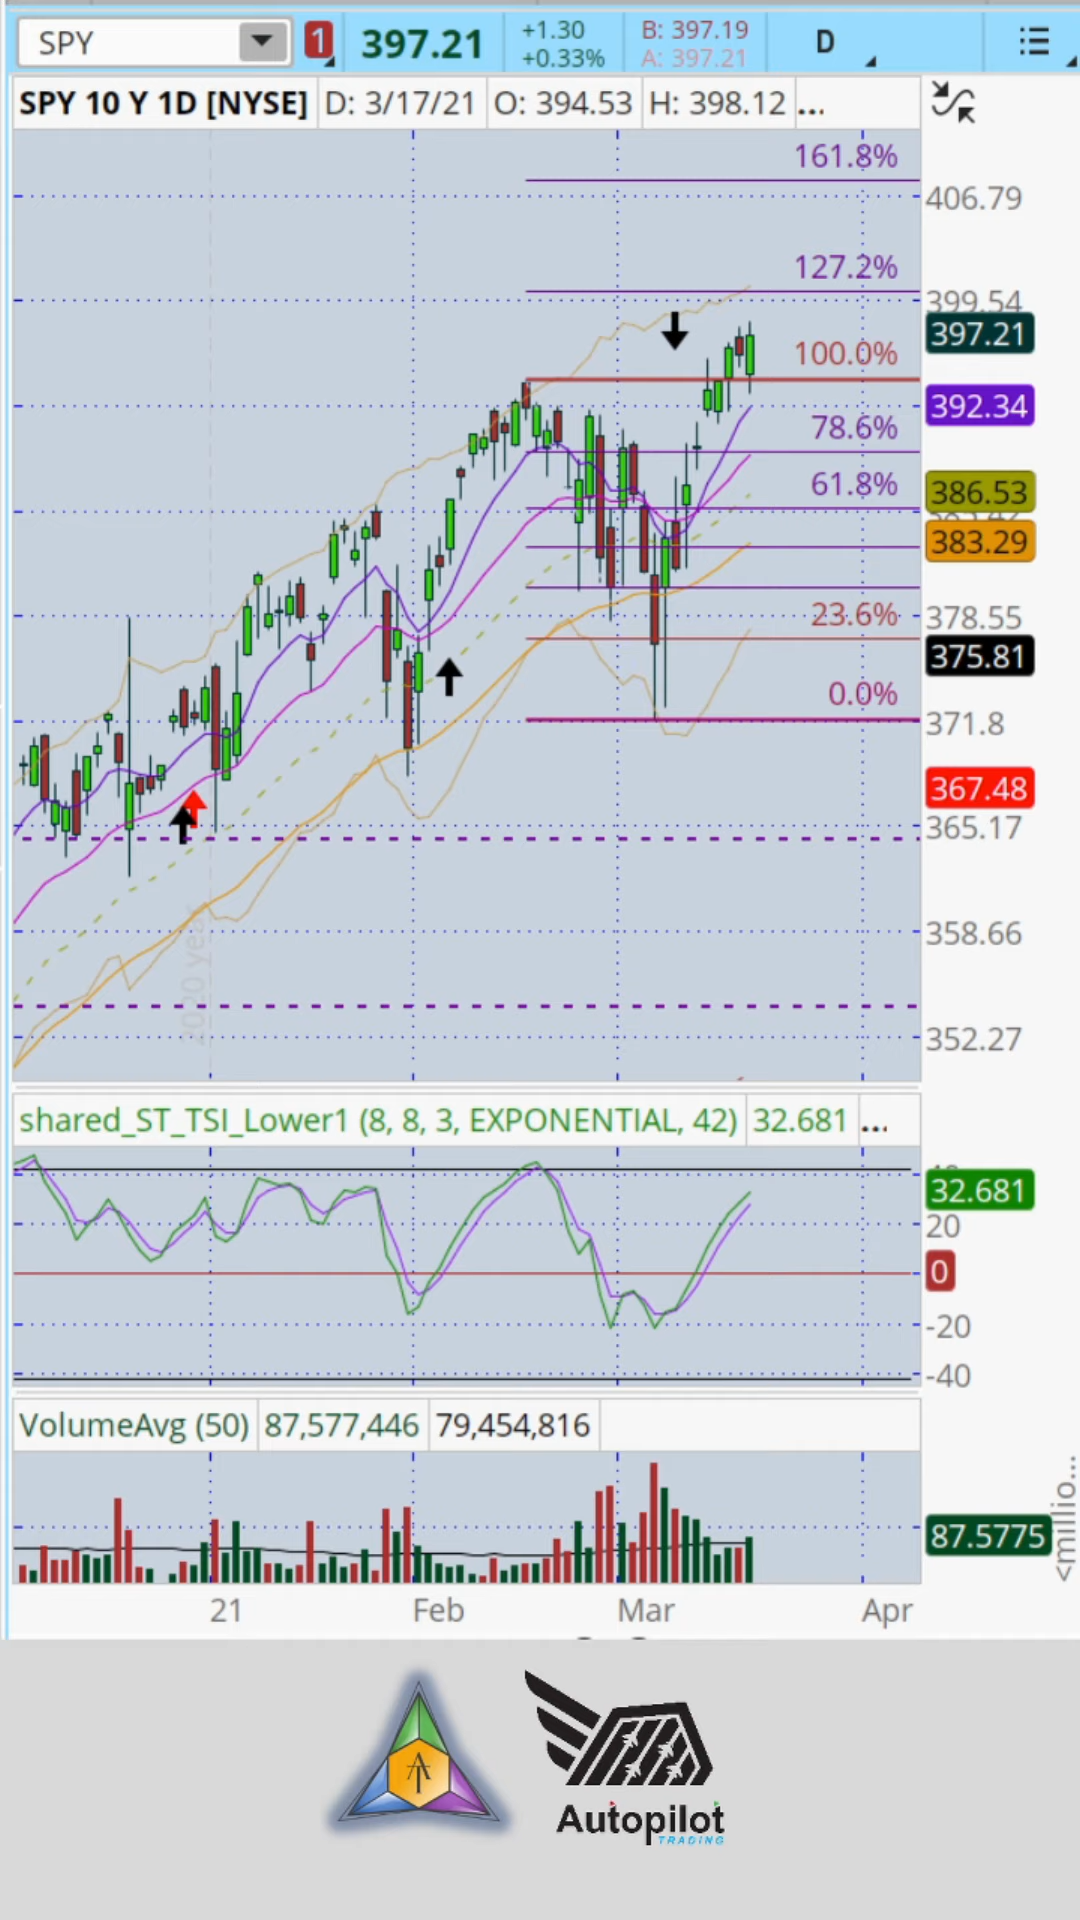 SPY
1
397.21
+1.30
+0.33%
B: 397.19
A: 397.21
D
SPY 10 Y 1D [NYSE]
D: 3/17/21
O: 394.53
H: 398.12
...
161.8%
406.79
127.2%
399.54
397.21
100.0%
392.34
78.6%
61.8%
386.53
383.29
23.6%
378.55
375.81
0.0%
371.8
367.48
365.17
358.66
2020 year
352.27
shared_ST_TSI_Lower1 (8, 8, 3, EXPONENTIAL, 42)
32.681
...
32.681
20
0
-20
-40
VolumeAvg (50)
87,577,446
79,454,816
87.5775
<millio...
21
Feb
Mar
Apr
Autopilot
TRADING